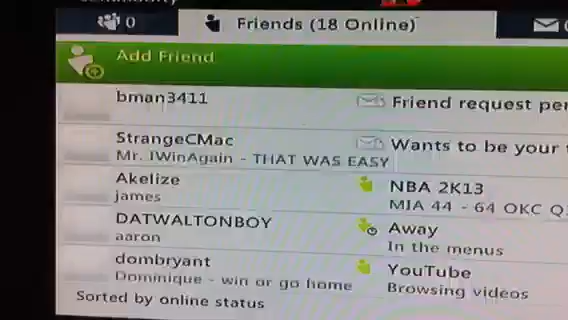 0
Friends (18 Online)
Add Friend
bman3411
Friend request
StrangeCMac
Wants to be your
Mr. IWinAgain - THAT WAS EASY
Akelize
NBA 2K13
james
MIA 44 - 64 OKC
DATWALTONBOY
Away
aaron
In the menus
dombryant
YouTube
Dominique - win or go home
Browsing videos
Sorted by online status